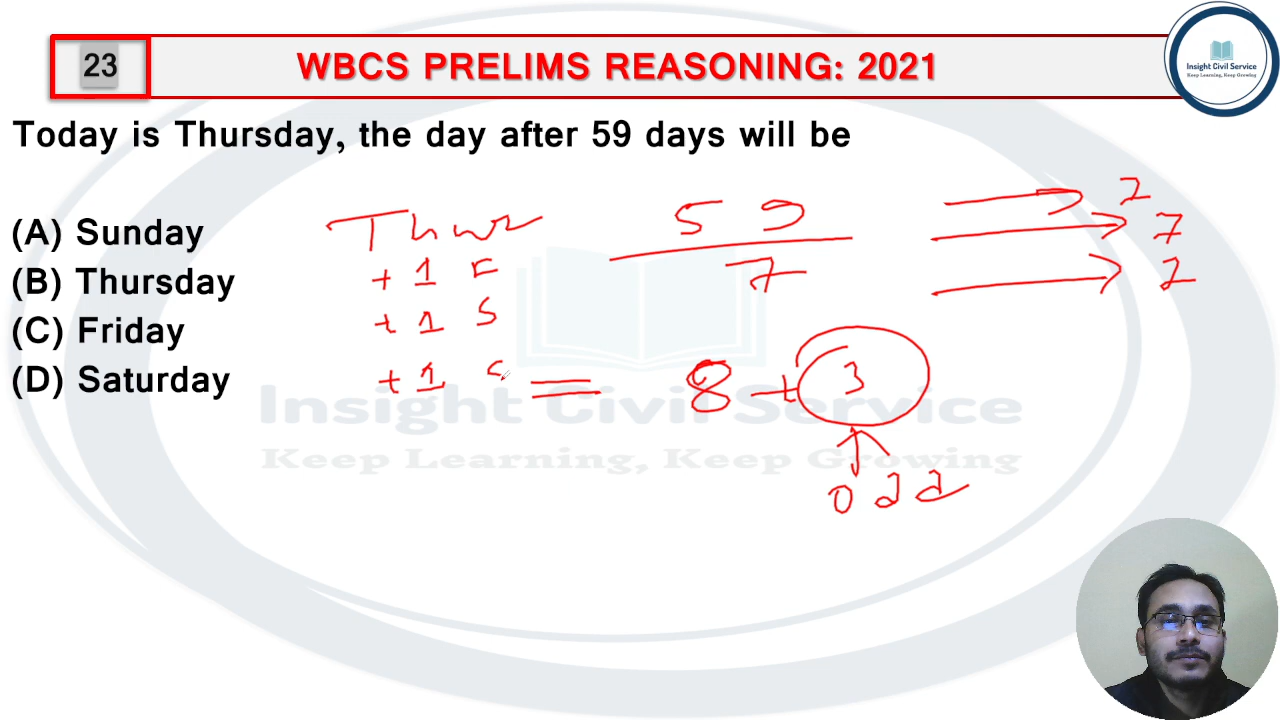 23
WBCS PRELIMS REASONING: 2021
Insight Civil Service
Keep Learning, Keep Growing
Today is Thursday, the day after 59 days will be
(A) Sunday
(B) Thursday
(C) Friday
(D) Saturday
Thur
+1 F
+1 S
+1 S
59
7
= 8 + 3
odd
2
7
2
Insight Civil Service
Keep Learning, Keep Growing